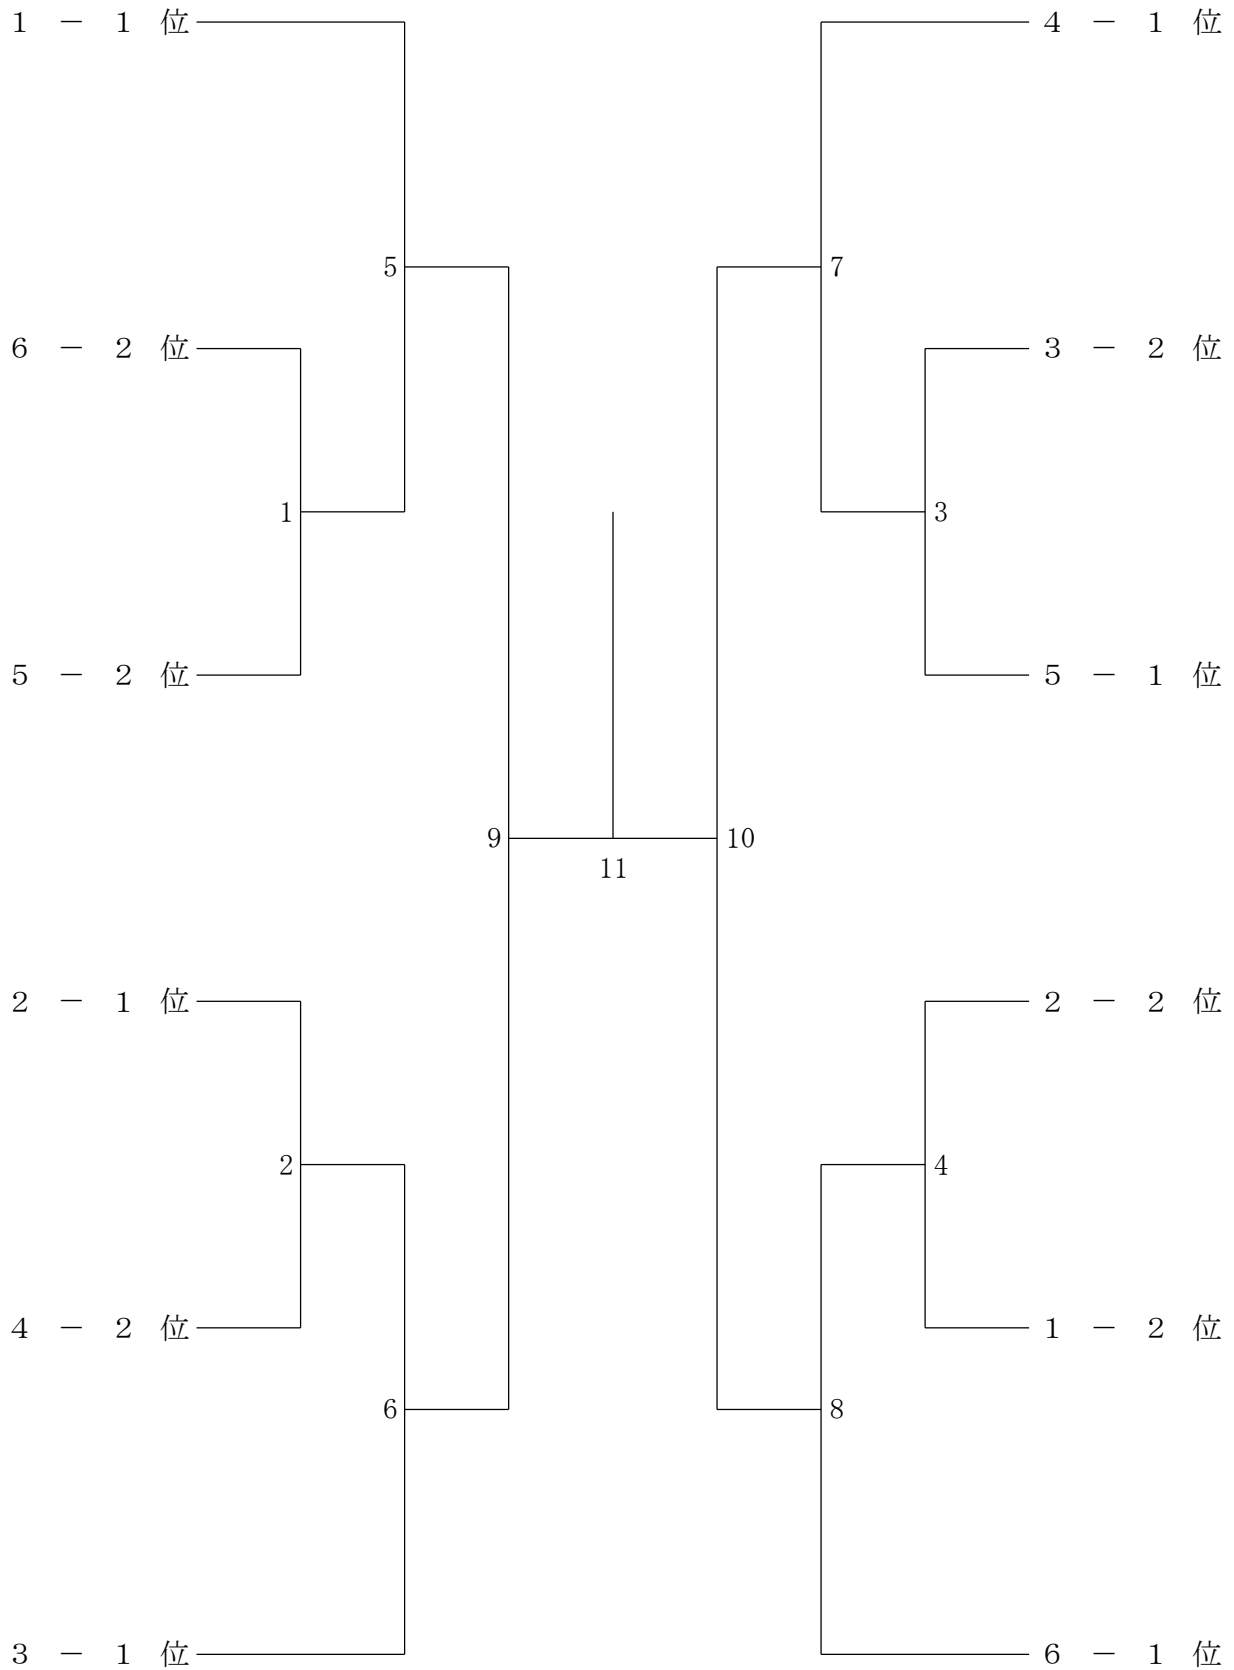 １　－　１　位
４　－　１　位
5
7
６　－　２　位
３　－　２　位
1
3
５　－　２　位
５　－　１　位
9
10
11
２　－　１　位
２　－　２　位
2
4
４　－　２　位
１　－　２　位
6
8
３　－　１　位
６　－　１　位